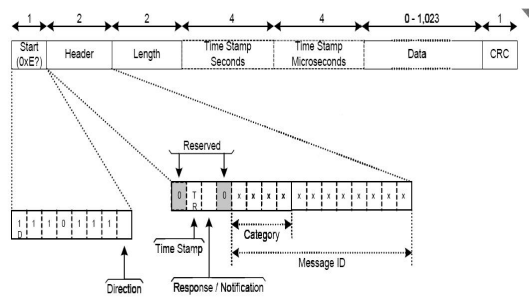 1 2 2 4 4 0 - 1,023 1
Start (0xE?) Header Length Time Stamp Seconds Time Stamp Microseconds Data CRC
Reserved
0 T R 0 x x x x x x x x x x x x
1 1 1 0 1 1 1
D
Category
Time Stamp
Message ID
Direction
Response / Notification